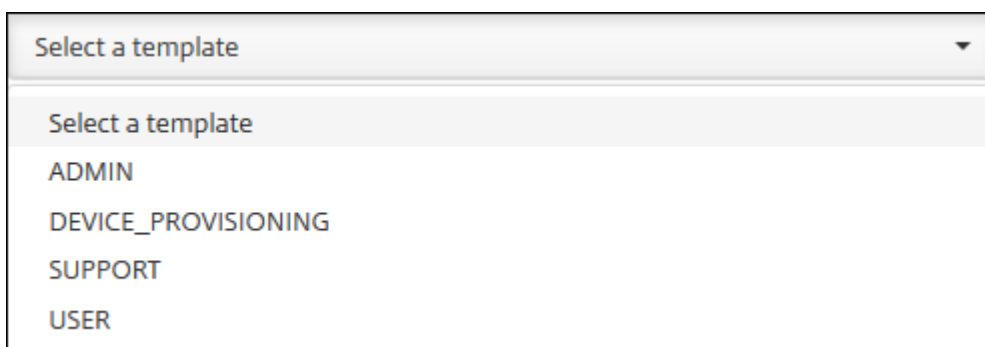 Select a template
Select a template
ADMIN
DEVICE_PROVISIONING
SUPPORT
USER